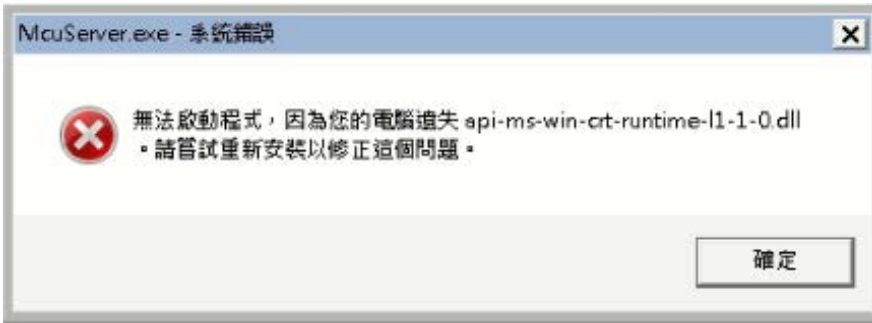 McuServer.exe - 系統錯誤
無法啟動程式，因為您的電腦遺失 api-ms-win-crt-runtime-l1-1-0.dll
。請嘗試重新安裝以修正這個問題。
確定